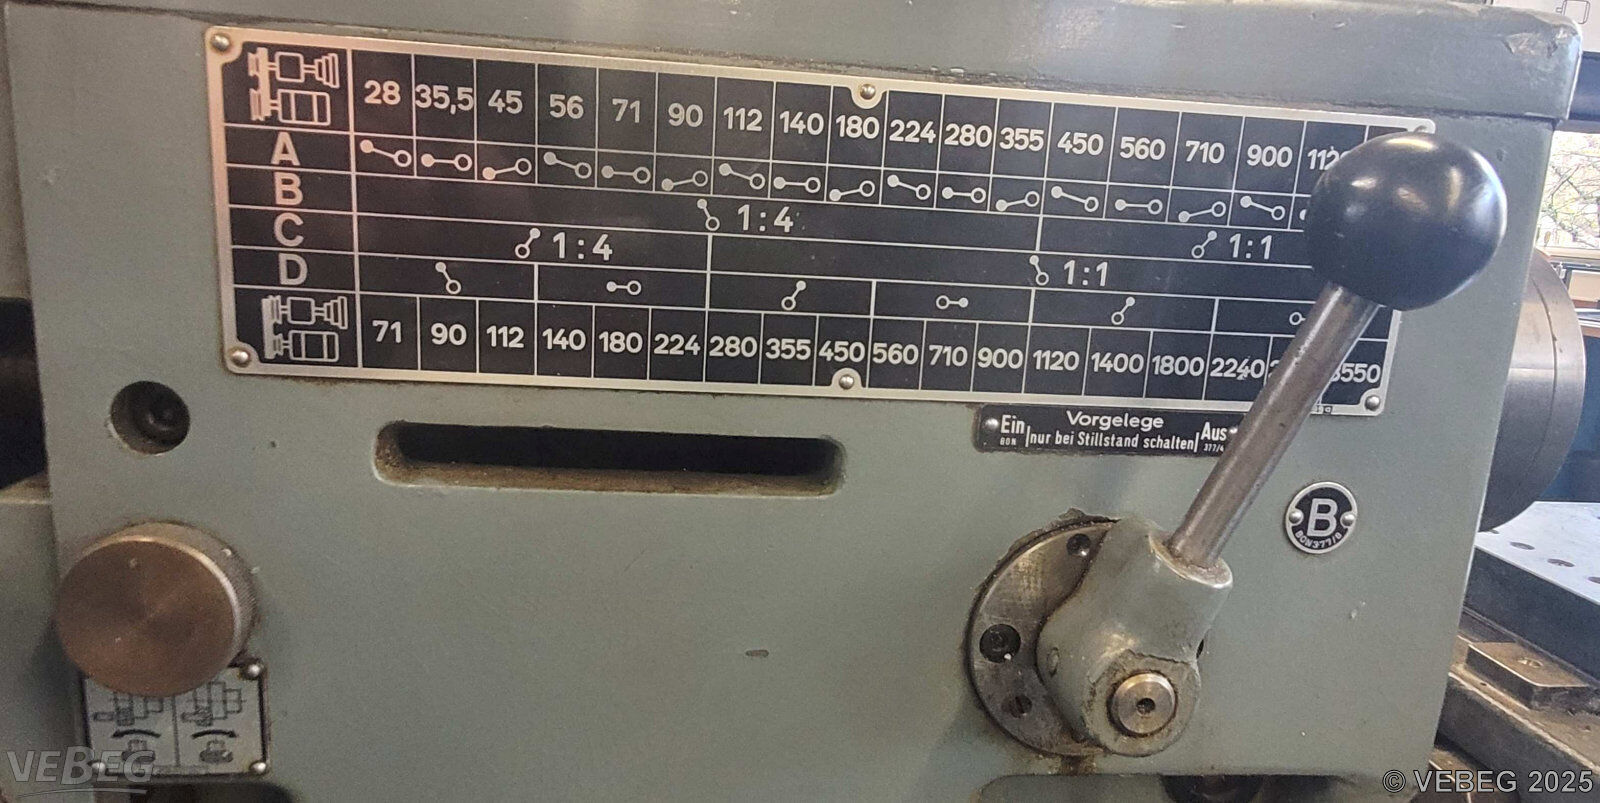 28 35,5 45 56 71 90 112 140 180 224 280 355 450 560 710 900
A
B 1:4 1:1
C 1:4 1:1
D
71 90 112 140 180 224 280 355 450 560 710 900 1120 1400 1800 2240
Vorgelege
Ein nur bei Stillstand schalten Aus
BON
B
BON377/B
VEBEG
© VEBEG 2025